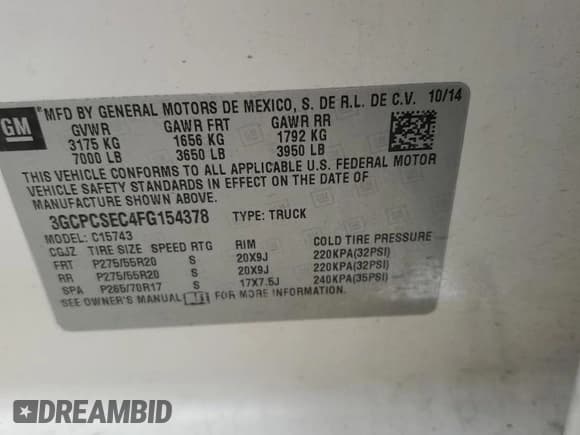 GM
MFD BY GENERAL MOTORS DE MEXICO, S. DE R.L. DE C.V. 10/14
GVWR GAWR FRT GAWR RR
3175 KG 1656 KG 1792 KG
7000 LB 3650 LB 3950 LB
THIS VEHICLE CONFORMS TO ALL APPLICABLE U.S. FEDERAL MOTOR
VEHICLE SAFETY STANDARDS IN EFFECT ON THE DATE OF
MANUFACTURE SHOWN ABOVE.
3GCPCSEC4FG154378 TYPE: TRUCK
MODEL: C15743
CGJZ TIRE SIZE SPEED RTG RIM COLD TIRE PRESSURE
FRT P275/55R20 S 20X9J 220KPA(32PSI)
RR P275/55R20 S 20X9J 220KPA(32PSI)
SPA P265/70R17 S 17X7.5J 240KPA(35PSI)
SEE OWNER'S MANUAL FOR MORE INFORMATION.
DREAMBID